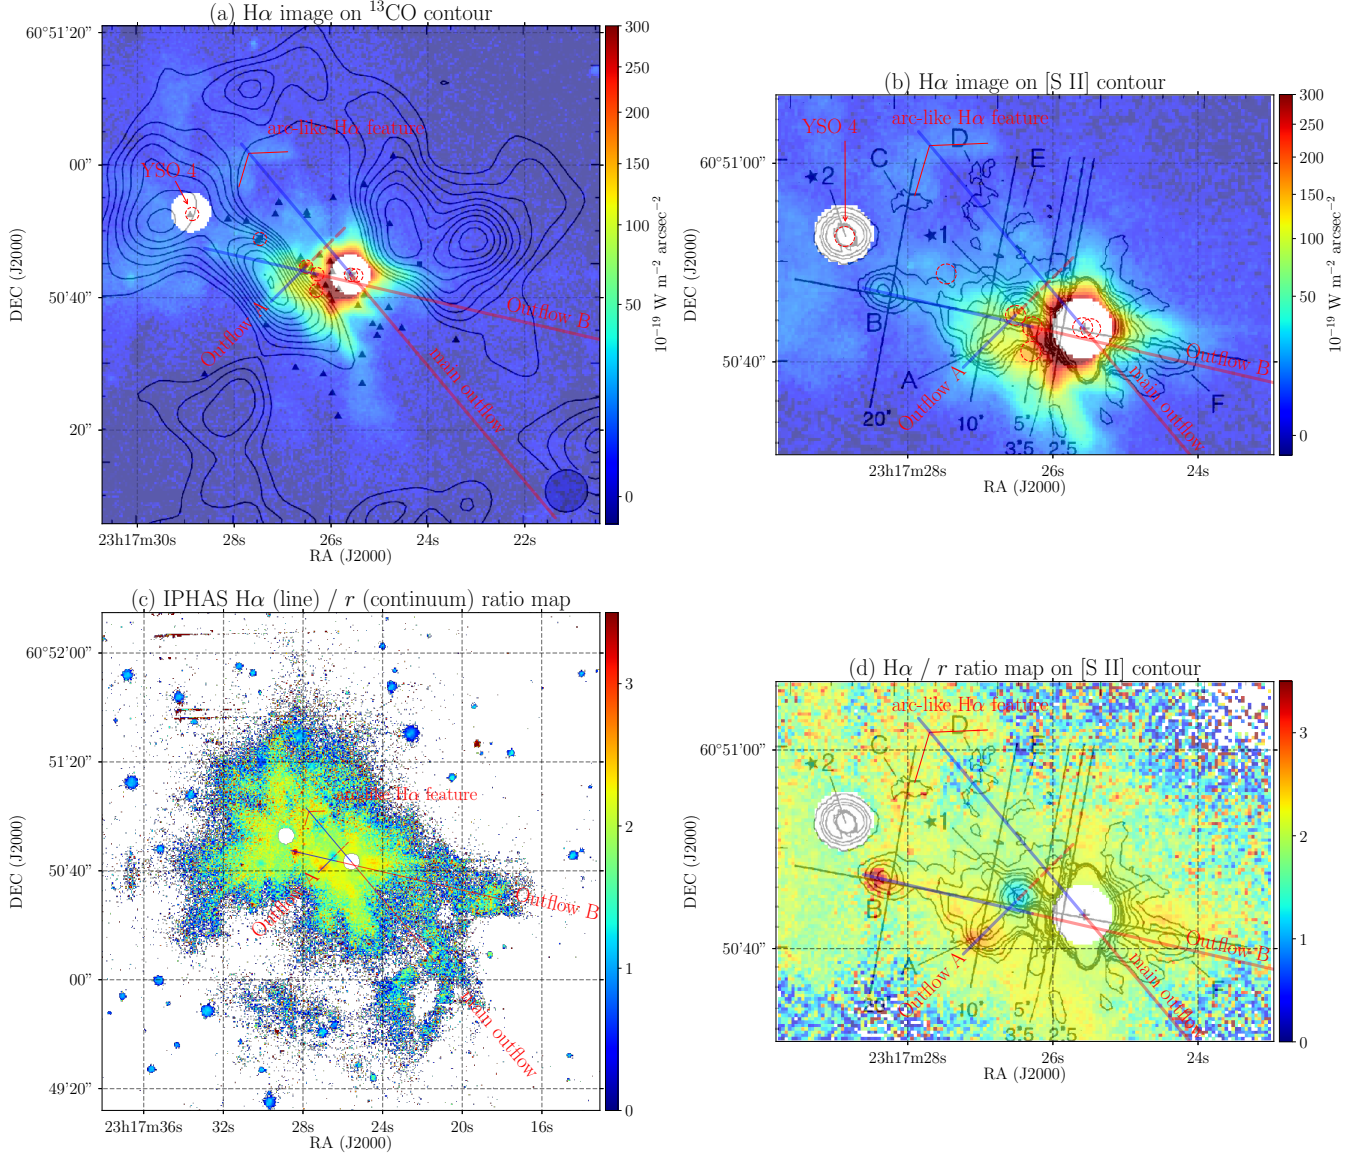 (a) Hα image on ¹³CO contour
60°51'20"
00"
50'40"
20"
DEC (J2000)
23h17m30s 28s 26s 24s 22s
RA (J2000)
arc-like Hα feature
YSO 4
Outflow A
Outflow B
main outflow
300
250
200
150
100
50
0
10⁻¹⁹ W m⁻² arcsec⁻²
(b) Hα image on [S II] contour
60°51'00"
50'40"
DEC (J2000)
23h17m28s 26s 24s
RA (J2000)
YSO 4
arc-like Hα feature
★2
C
D
E
★1
B
A
Outflow A
Outflow B
main outflow
F
20"
10"
5"
3".5
2".5
300
250
200
150
100
50
0
10⁻¹⁹ W m⁻² arcsec⁻²
(c) IPHAS Hα (line) / r (continuum) ratio map
60°52'00"
51'20"
50'40"
00"
49'20"
DEC (J2000)
23h17m36s 32s 28s 24s 20s 16s
RA (J2000)
arc-like Hα feature
Outflow A
Outflow B
main outflow
3
2
1
0
(d) Hα / r ratio map on [S II] contour
60°51'00"
50'40"
DEC (J2000)
23h17m28s 26s 24s
RA (J2000)
arc-like Hα feature
★2
C
D
E
★1
B
A
Outflow A
Outflow B
main outflow
F
20"
10"
5"
3".5
2".5
3
2
1
0